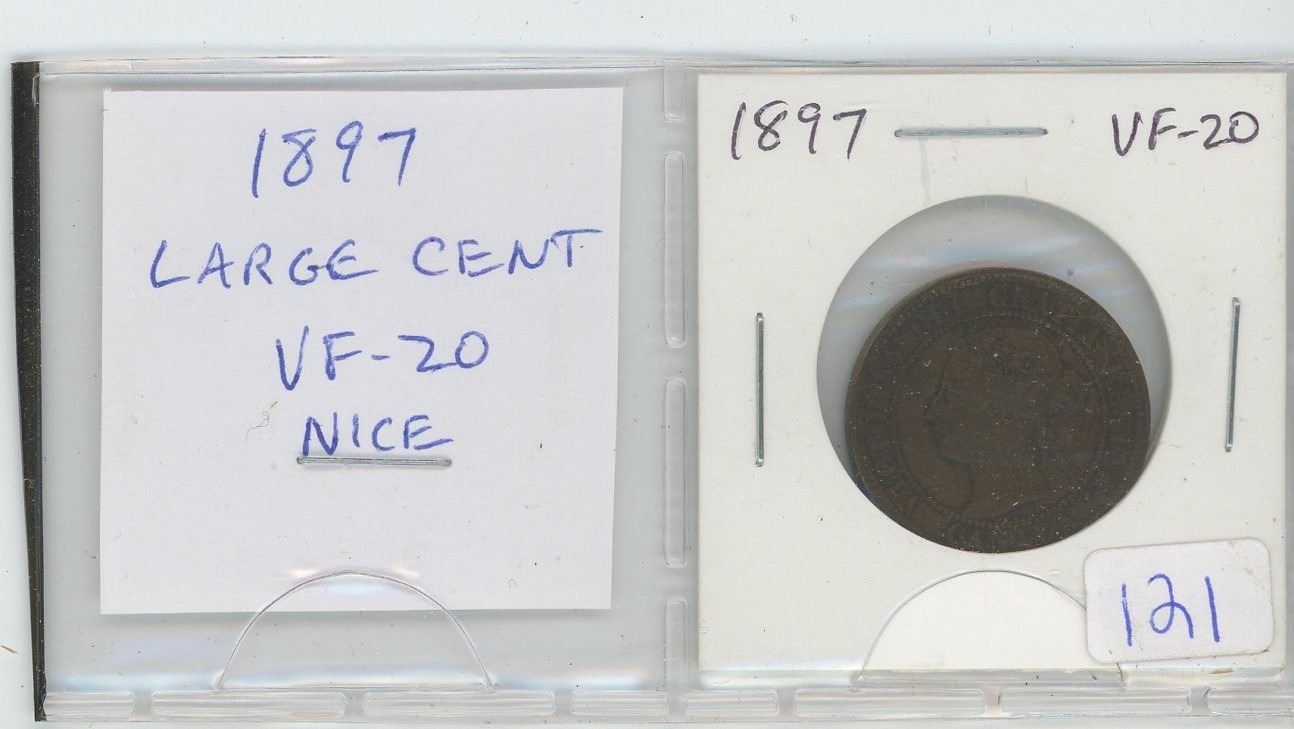 1897
LARGE CENT
VF-20
NICE
1897 VF-20
121